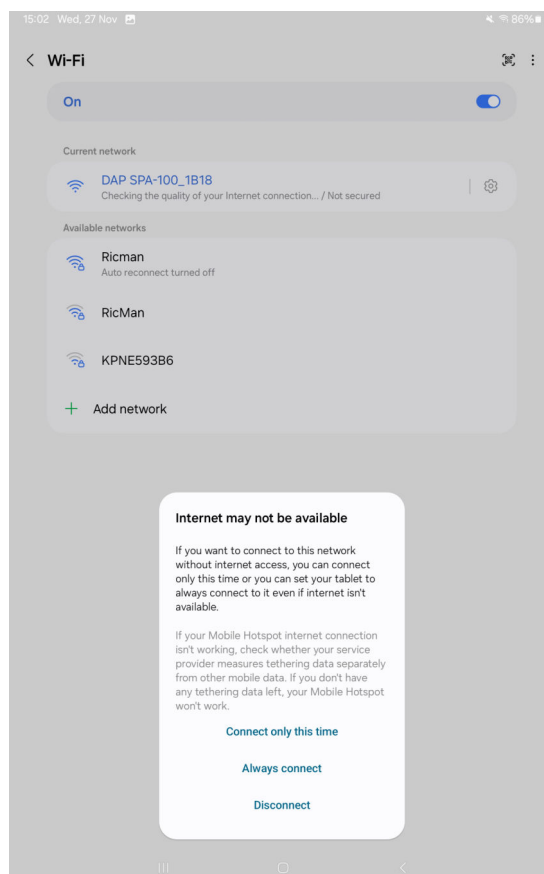 15:02 Wed, 27 Nov
86%
Wi-Fi
On
Current network
DAP SPA-100_1B18
Checking the quality of your Internet connection... / Not secured
Available networks
Ricman
Auto reconnect turned off
RicMan
KPNE593B6
Add network
Internet may not be available
If you want to connect to this network
without internet access, you can connect
only this time or you can set your tablet to
always connect to it even if internet isn't
available.
If your Mobile Hotspot internet connection
isn't working, check whether your service
provider measures tethering data separately
from other mobile data. If you don't have
any tethering data left, your Mobile Hotspot
won't work.
Connect only this time
Always connect
Disconnect